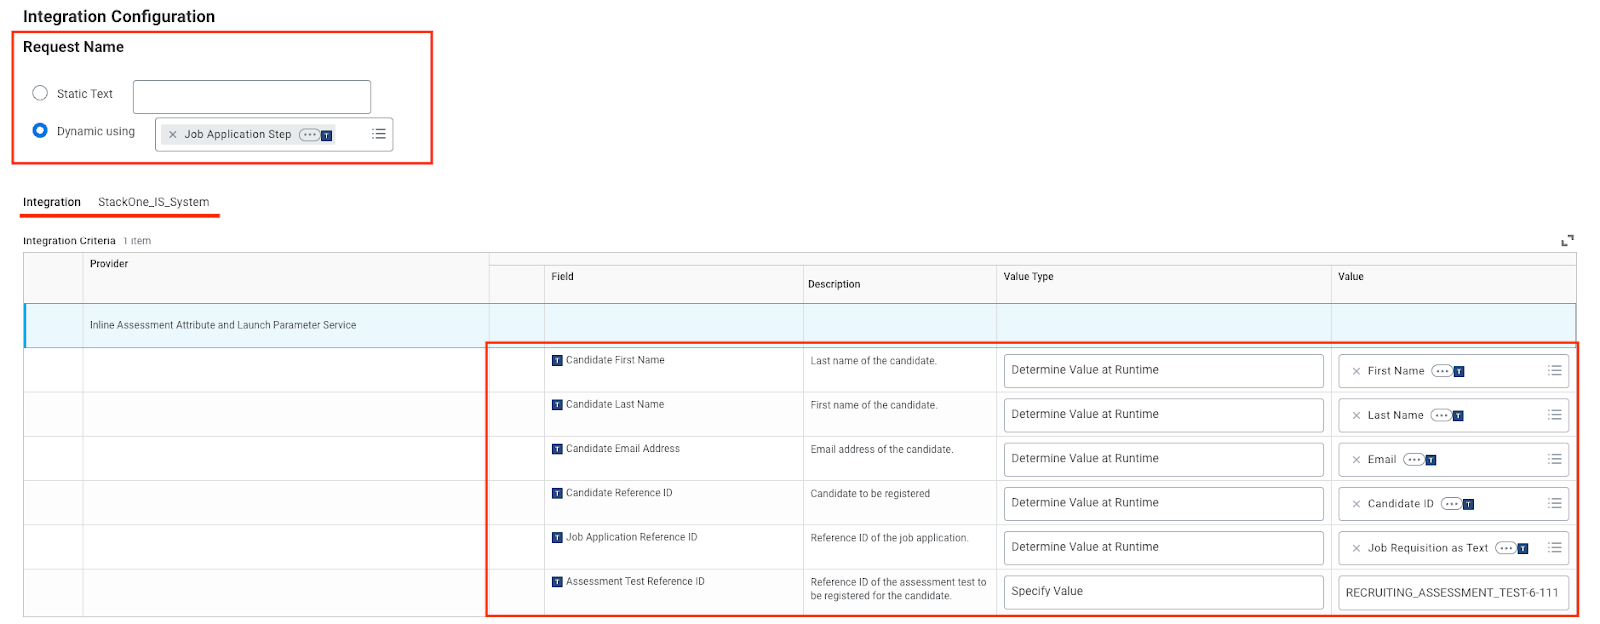 Integration Configuration
Request Name
Static Text
Dynamic using
Job Application Step
Integration StackOne_IS_System
Integration Criteria 1 item
Provider
Field
Description
Value Type
Value
Inline Assessment Attribute and Launch Parameter Service
T Candidate First Name
Last name of the candidate.
Determine Value at Runtime
First Name T
T Candidate Last Name
First name of the candidate.
Determine Value at Runtime
Last Name T
T Candidate Email Address
Email address of the candidate.
Determine Value at Runtime
Email T
T Candidate Reference ID
Candidate to be registered
Determine Value at Runtime
Candidate ID T
T Job Application Reference ID
Reference ID of the job application.
Determine Value at Runtime
Job Requisition as Text T
T Assessment Test Reference ID
Reference ID of the assessment test to
be registered for the candidate.
Specify Value
RECRUITING_ASSESSMENT_TEST-6-111